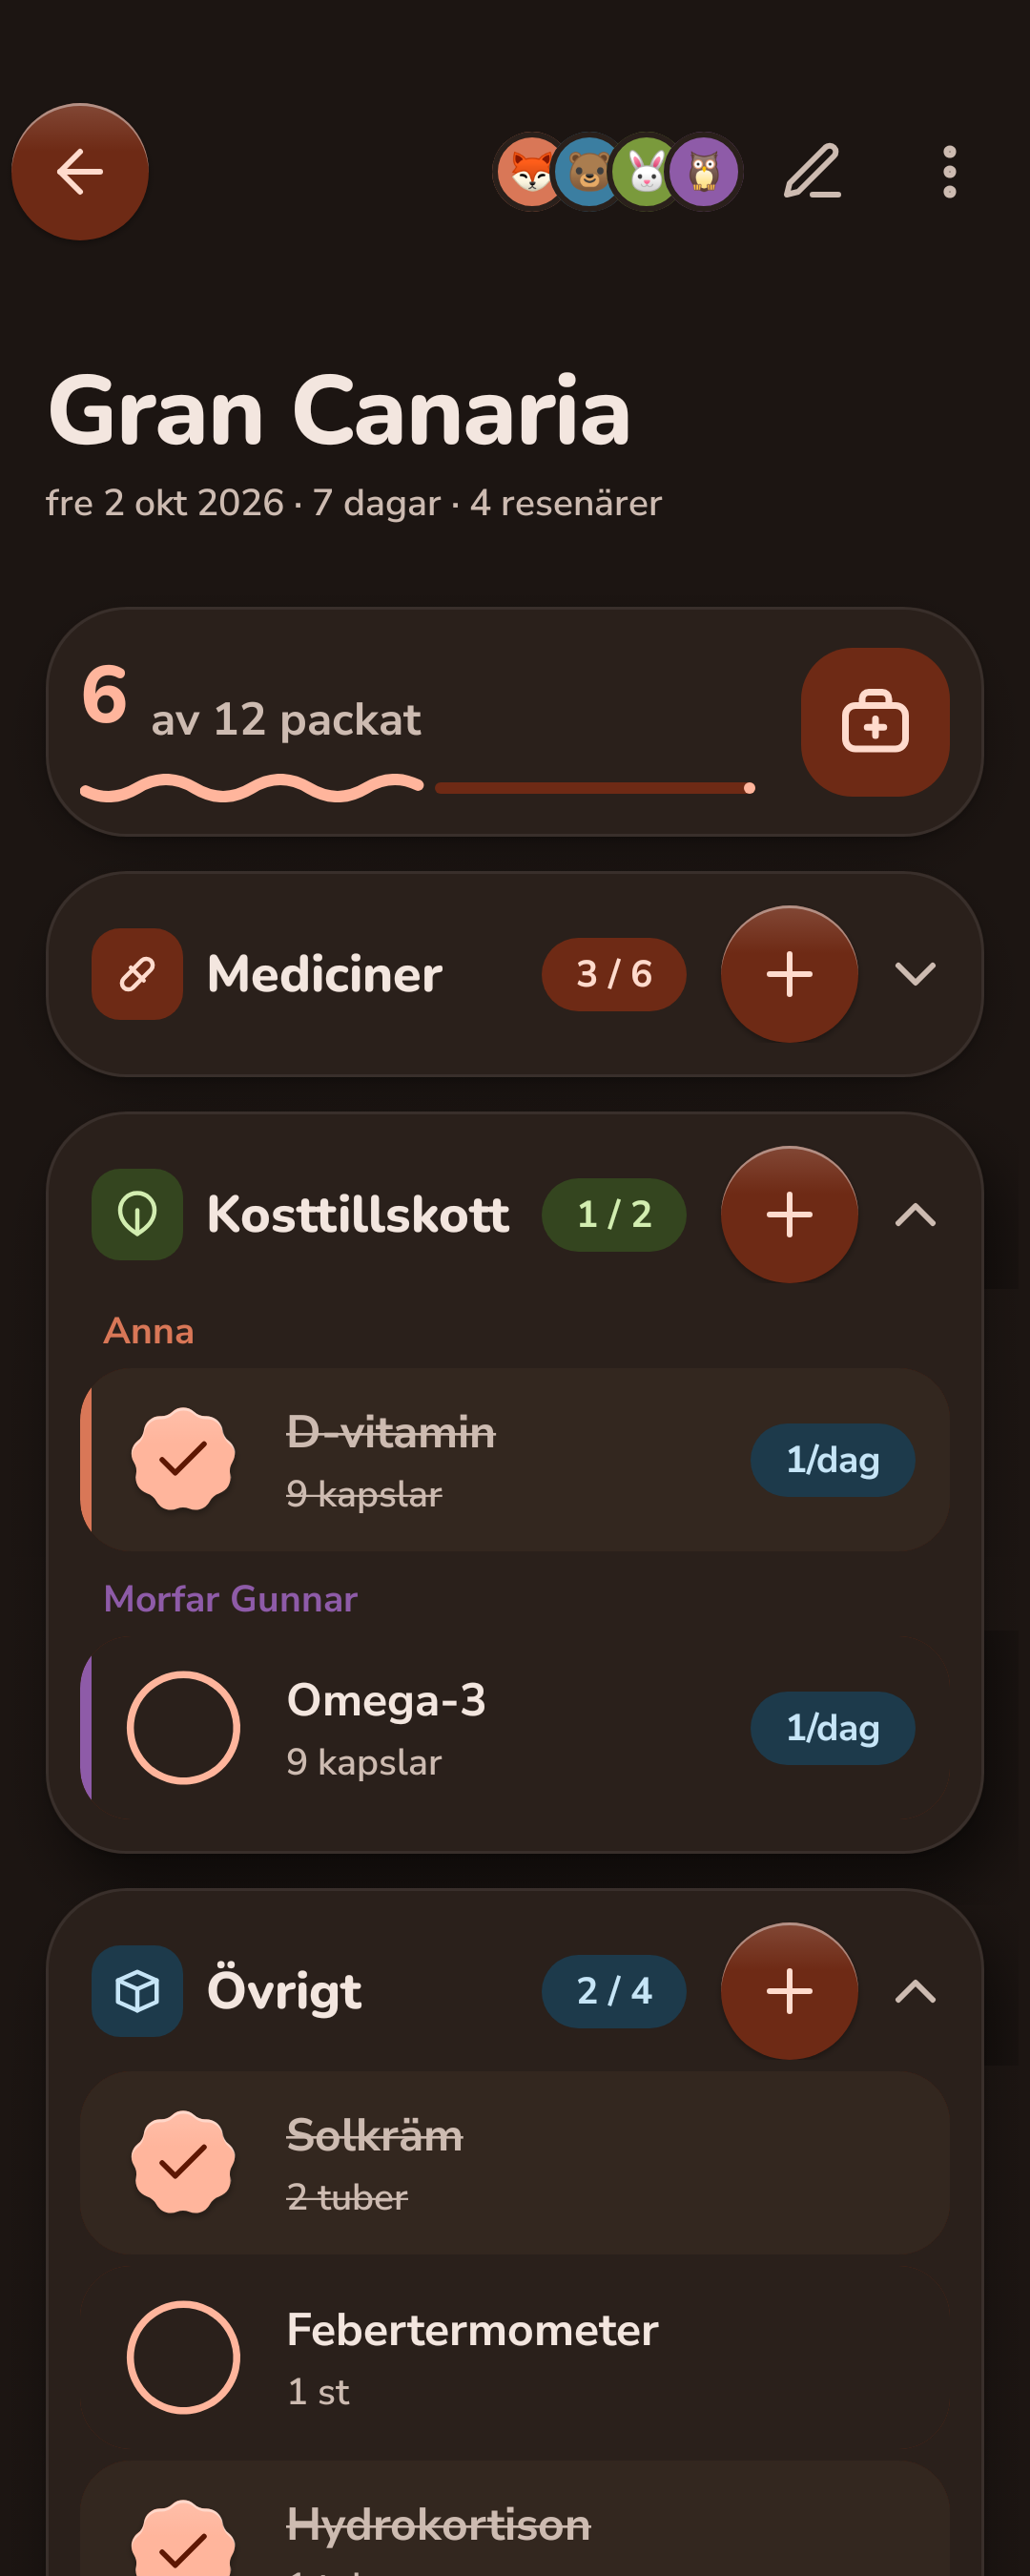 Gran Canaria
fre 2 okt 2026 · 7 dagar · 4 resenärer
6 av 12 packat
Mediciner 3 / 6
Kosttillskott 1 / 2
Anna
D-vitamin
9 kapslar
1/dag
Morfar Gunnar
Omega-3
9 kapslar
1/dag
Övrigt 2 / 4
Solkräm
2 tuber
Febertermometer
1 st
Hydrokortison